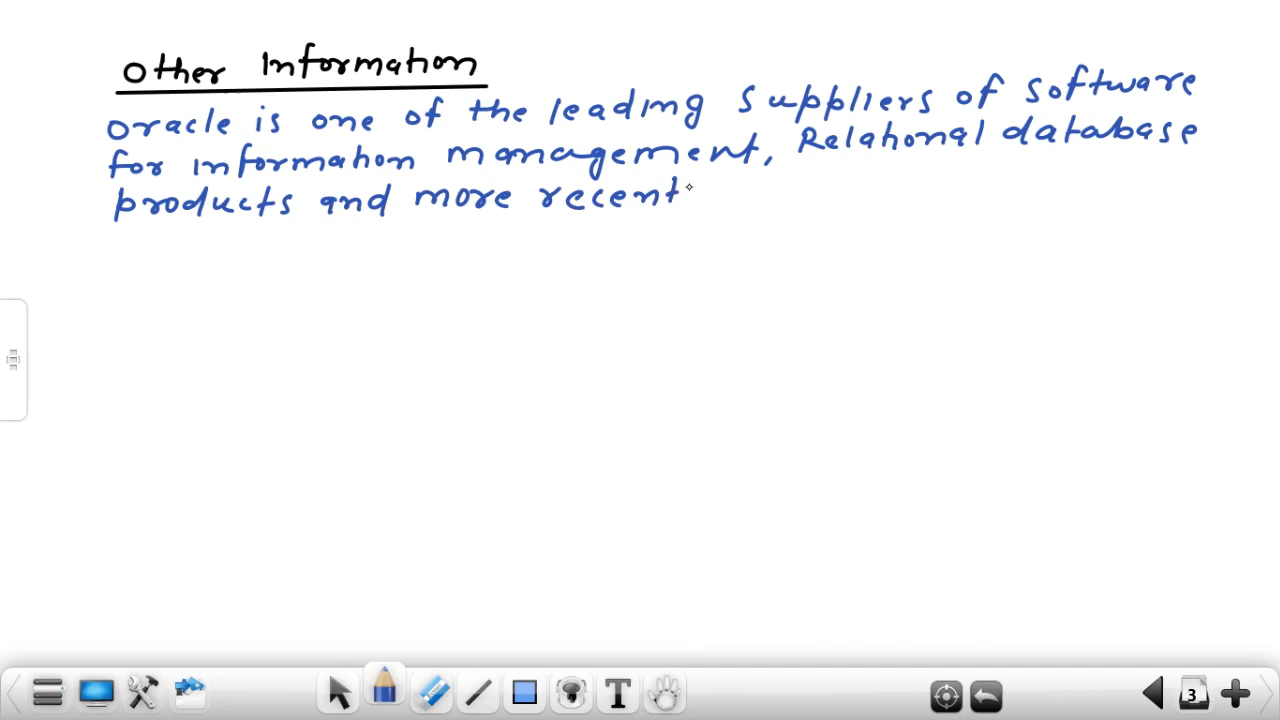 Other Information
Oracle is one of the leading suppliers of software
for information management, Relational database
products and more recent
T
3